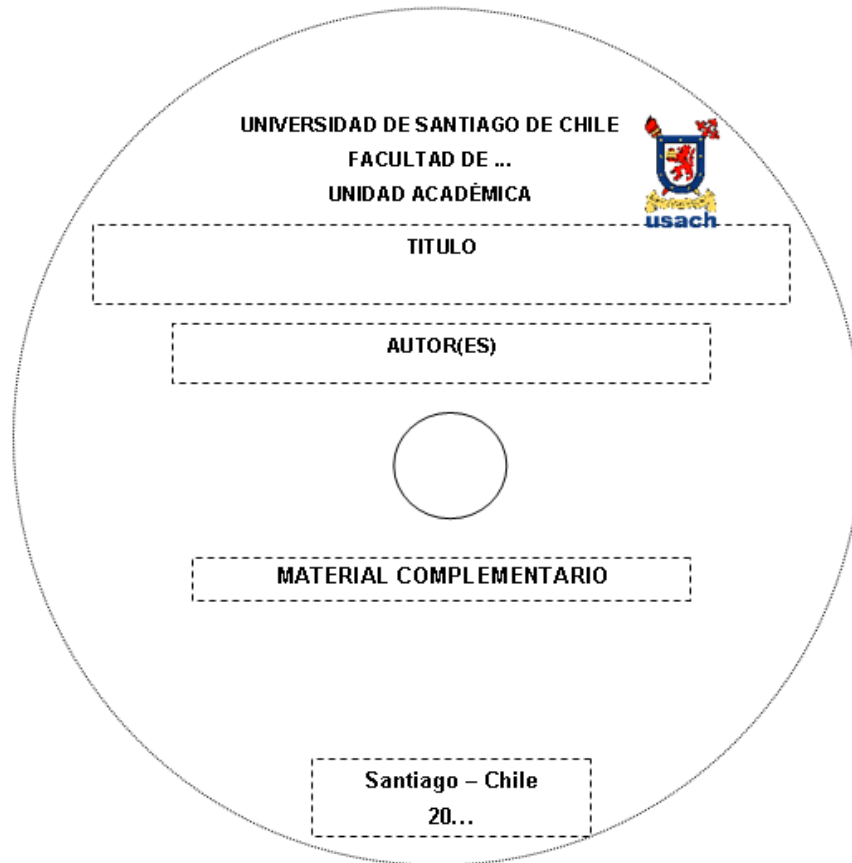 UNIVERSIDAD DE SANTIAGO DE CHILE
FACULTAD DE ...
UNIDAD ACADÉMICA
usach
TITULO
AUTOR(ES)
MATERIAL COMPLEMENTARIO
Santiago – Chile
20...